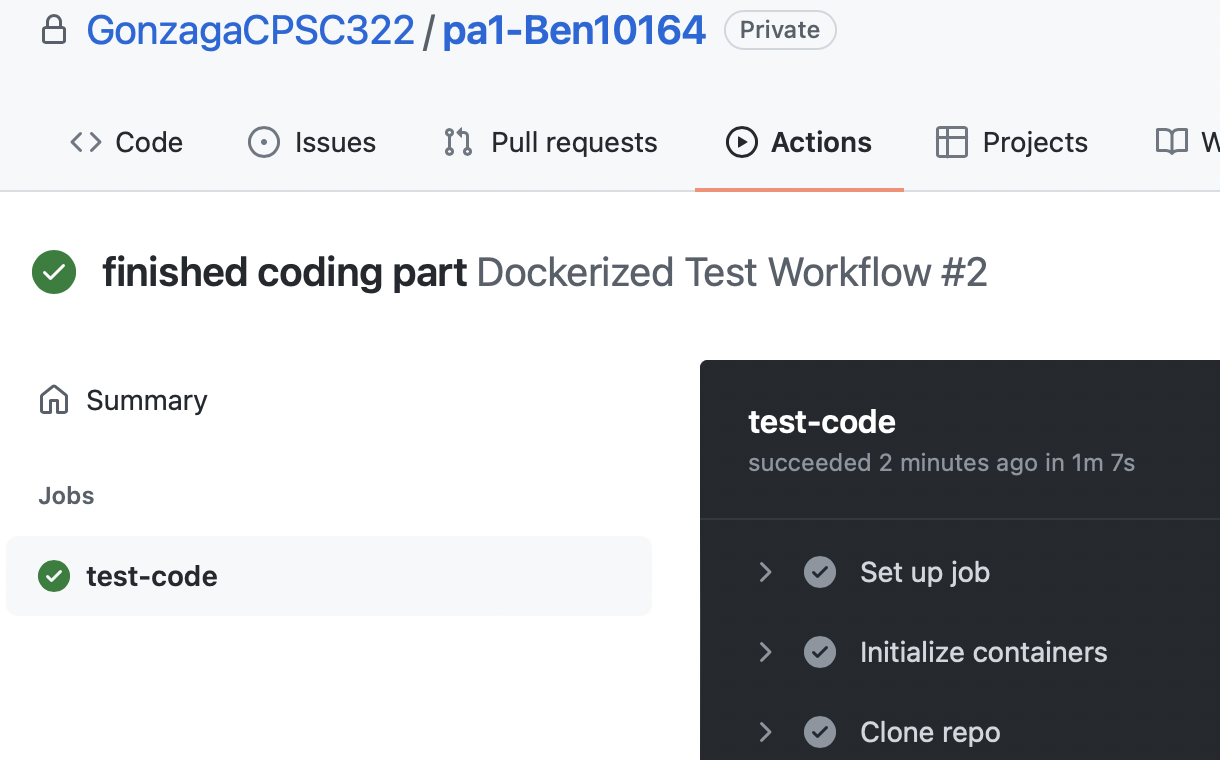 GonzagaCPSC322 / pa1-Ben10164 Private
Code Issues Pull requests Actions Projects W
finished coding part Dockerized Test Workflow #2
Summary
Jobs
test-code
test-code
succeeded 2 minutes ago in 1m 7s
Set up job
Initialize containers
Clone repo